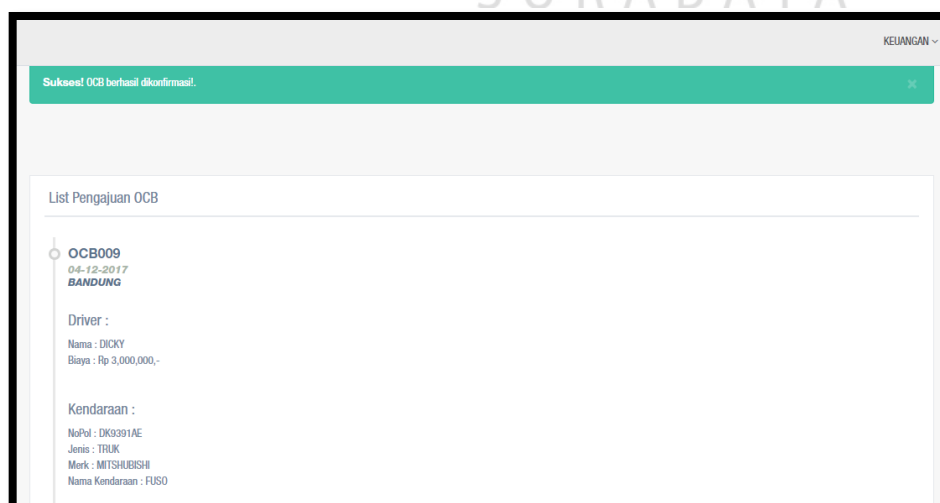 SURABAYA
KEUANGAN
Sukses! OCB berhasil dikonfirmasi!.
×
List Pengajuan OCB
OCB009
04-12-2017
BANDUNG
Driver :
Nama : DICKY
Biaya : Rp 3,000,000,-
Kendaraan :
NoPol : DK9391AE
Jenis : TRUK
Merk : MITSHUBISHI
Nama Kendaraan : FUSO